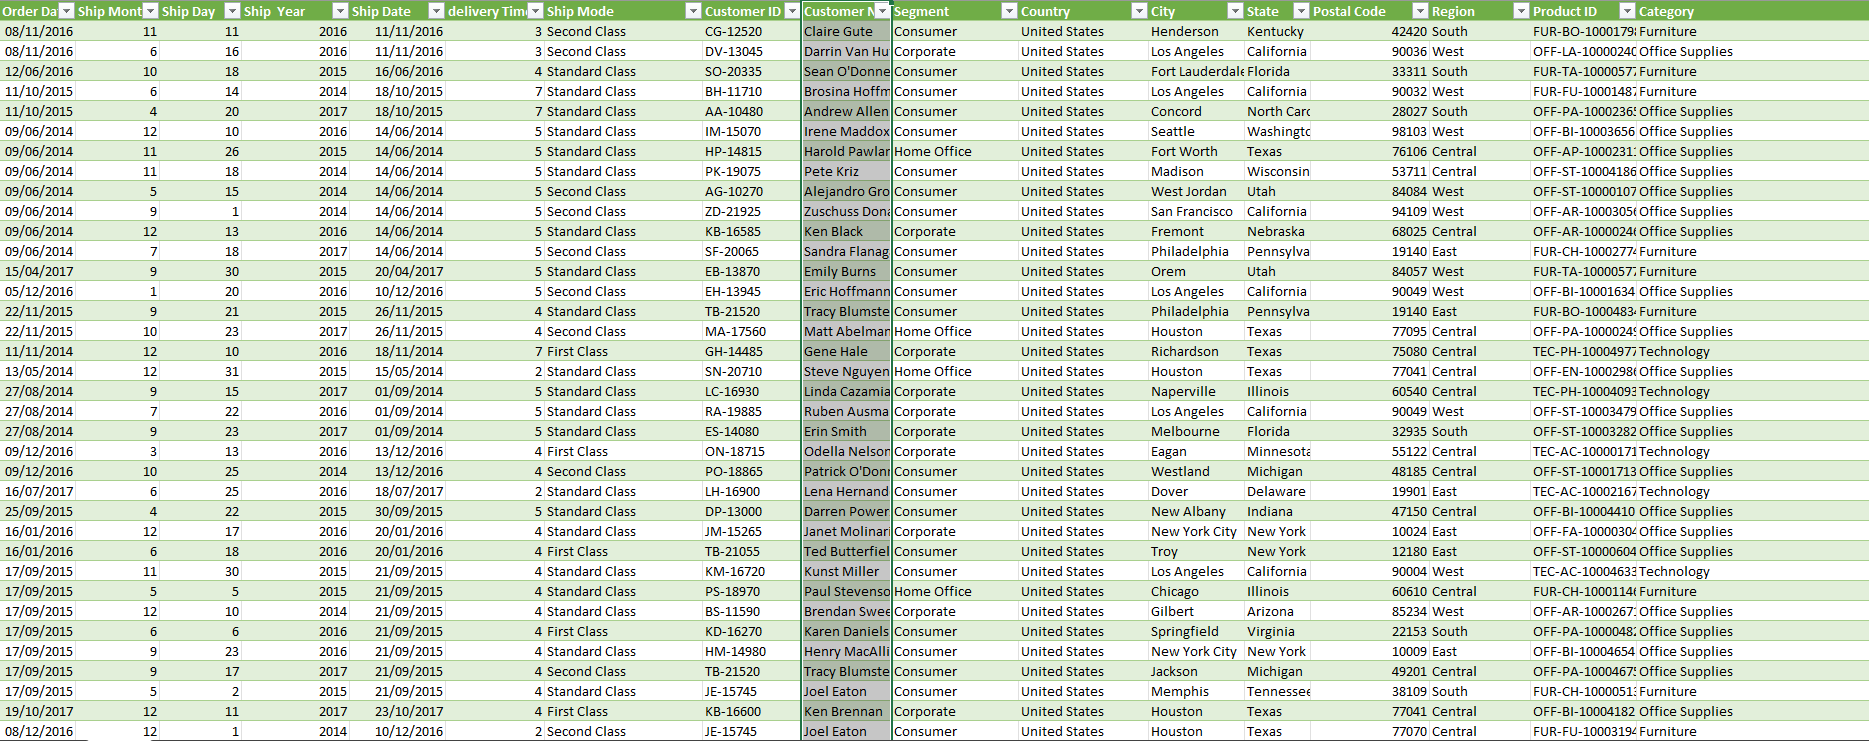 Order Da Ship Mont Ship Day Ship Year Ship Date delivery Tim Ship Mode Customer ID Customer N Segment Country City State Postal Code Region Product ID Category
08/11/2016 11 11 2016 11/11/2016 3 Second Class CG-12520 Claire Gute Consumer United States Henderson Kentucky 42420 South FUR-BO-1000179 Furniture
08/11/2016 6 16 2016 11/11/2016 3 Second Class DV-13045 Darrin Van Hu Corporate United States Los Angeles California 90036 West OFF-LA-1000024 Office Supplies
12/06/2016 10 18 2015 16/06/2016 4 Standard Class SO-20335 Sean O'Donne Consumer United States Fort Lauderdale Florida 33311 South FUR-TA-1000057 Furniture
11/10/2015 6 14 2014 18/10/2015 7 Standard Class BH-11710 Brosina Hoffm Consumer United States Los Angeles California 90032 West FUR-FU-1000148 Furniture
11/10/2015 4 20 2017 18/10/2015 7 Standard Class AA-10480 Andrew Allen Consumer United States Concord North Car 28027 South OFF-PA-1000236 Office Supplies
09/06/2014 12 10 2016 14/06/2014 5 Standard Class IM-15070 Irene Maddox Consumer United States Seattle Washingto 98103 West OFF-BI-10003656 Office Supplies
09/06/2014 11 26 2015 14/06/2014 5 Standard Class HP-14815 Harold Pawlar Home Office United States Fort Worth Texas 76106 Central OFF-AP-1000231 Office Supplies
09/06/2014 11 18 2014 14/06/2014 5 Standard Class PK-19075 Pete Kriz Consumer United States Madison Wisconsin 53711 Central OFF-ST-10004186 Office Supplies
09/06/2014 5 15 2014 14/06/2014 5 Second Class AG-10270 Alejandro Gro Consumer United States West Jordan Utah 84084 West OFF-ST-10000107 Office Supplies
09/06/2014 9 1 2014 14/06/2014 5 Second Class ZD-21925 Zuschuss Dona Consumer United States San Francisco California 94109 West OFF-AR-1000305 Office Supplies
09/06/2014 12 13 2016 14/06/2014 5 Standard Class KB-16585 Ken Black Corporate United States Fremont Nebraska 68025 Central OFF-AR-1000024 Office Supplies
09/06/2014 7 18 2017 14/06/2014 5 Second Class SF-20065 Sandra Flanag Consumer United States Philadelphia Pennsylva 19140 East FUR-CH-1000277 Furniture
15/04/2017 9 30 2015 20/04/2017 5 Standard Class EB-13870 Emily Burns Consumer United States Orem Utah 84057 West FUR-TA-1000057 Furniture
05/12/2016 1 20 2016 10/12/2016 5 Second Class EH-13945 Eric Hoffmann Consumer United States Los Angeles California 90049 West OFF-BI-10001634 Office Supplies
22/11/2015 9 21 2015 26/11/2015 4 Standard Class TB-21520 Tracy Blumste Consumer United States Philadelphia Pennsylva 19140 East FUR-BO-1000483 Furniture
22/11/2015 10 23 2017 26/11/2015 4 Second Class MA-17560 Matt Abelmar Home Office United States Houston Texas 77095 Central OFF-PA-1000024 Office Supplies
11/11/2014 12 10 2016 18/11/2014 7 First Class GH-14485 Gene Hale Corporate United States Richardson Texas 75080 Central TEC-PH-1000497 Technology
13/05/2014 12 31 2015 15/05/2014 2 Standard Class SN-20710 Steve Nguyen Home Office United States Houston Texas 77041 Central OFF-EN-1000298 Office Supplies
27/08/2014 9 15 2017 01/09/2014 5 Standard Class LC-16930 Linda Cazamia Corporate United States Naperville Illinois 60540 Central TEC-PH-1000409 Technology
27/08/2014 7 22 2016 01/09/2014 5 Standard Class RA-19885 Ruben Ausma Corporate United States Los Angeles California 90049 West OFF-ST-10003479 Office Supplies
27/08/2014 9 23 2017 01/09/2014 5 Standard Class ES-14080 Erin Smith Corporate United States Melbourne Florida 32935 South OFF-ST-10003282 Office Supplies
09/12/2016 3 13 2016 13/12/2016 4 First Class ON-18715 Odella Nelson Corporate United States Eagan Minnesota 55122 Central TEC-AC-1000017 Technology
09/12/2016 10 25 2014 13/12/2016 4 Second Class PO-18865 Patrick O'Don Consumer United States Westland Michigan 48185 Central OFF-ST-10001713 Office Supplies
16/07/2017 6 25 2016 18/07/2017 2 Standard Class LH-16900 Lena Hernand Consumer United States Dover Delaware 19901 East TEC-AC-10002167 Technology
25/09/2015 4 22 2015 30/09/2015 5 Standard Class DP-13000 Darren Power Consumer United States New Albany Indiana 47150 Central OFF-BI-10004410 Office Supplies
16/01/2016 12 17 2016 20/01/2016 4 Standard Class JM-15265 Janet Molinari Corporate United States New York City New York 10024 East OFF-FA-1000030 Office Supplies
16/01/2016 6 18 2016 20/01/2016 4 First Class TB-21055 Ted Butterfiel Consumer United States Troy New York 12180 East OFF-ST-10000604 Office Supplies
17/09/2015 11 30 2015 21/09/2015 4 Standard Class KM-16720 Kunst Miller Consumer United States Los Angeles California 90004 West TEC-AC-10004633 Technology
17/09/2015 5 5 2015 21/09/2015 4 Standard Class PS-18970 Paul Stevenso Home Office United States Chicago Illinois 60610 Central FUR-CH-1000114 Furniture
17/09/2015 12 10 2014 21/09/2015 4 Standard Class BS-11590 Brendan Swee Corporate United States Gilbert Arizona 85234 West OFF-AR-1000267 Office Supplies
17/09/2015 6 6 2016 21/09/2015 4 First Class KD-16270 Karen Daniels Consumer United States Springfield Virginia 22153 South OFF-PA-1000048 Office Supplies
17/09/2015 9 23 2016 21/09/2015 4 Standard Class HM-14980 Henry MacAlli Consumer United States New York City New York 10009 East OFF-BI-10004654 Office Supplies
17/09/2015 9 17 2017 21/09/2015 4 Second Class TB-21520 Tracy Blumste Consumer United States Jackson Michigan 49201 Central OFF-PA-1000467 Office Supplies
17/09/2015 5 2 2015 21/09/2015 4 Standard Class JE-15745 Joel Eaton Consumer United States Memphis Tennessee 38109 South FUR-CH-1000051 Furniture
19/10/2017 12 11 2017 23/10/2017 4 First Class KB-16600 Ken Brennan Corporate United States Houston Texas 77041 Central OFF-BI-10004182 Office Supplies
08/12/2016 12 1 2014 10/12/2016 2 Second Class JE-15745 Joel Eaton Consumer United States Houston Texas 77070 Central FUR-FU-1000319 Furniture